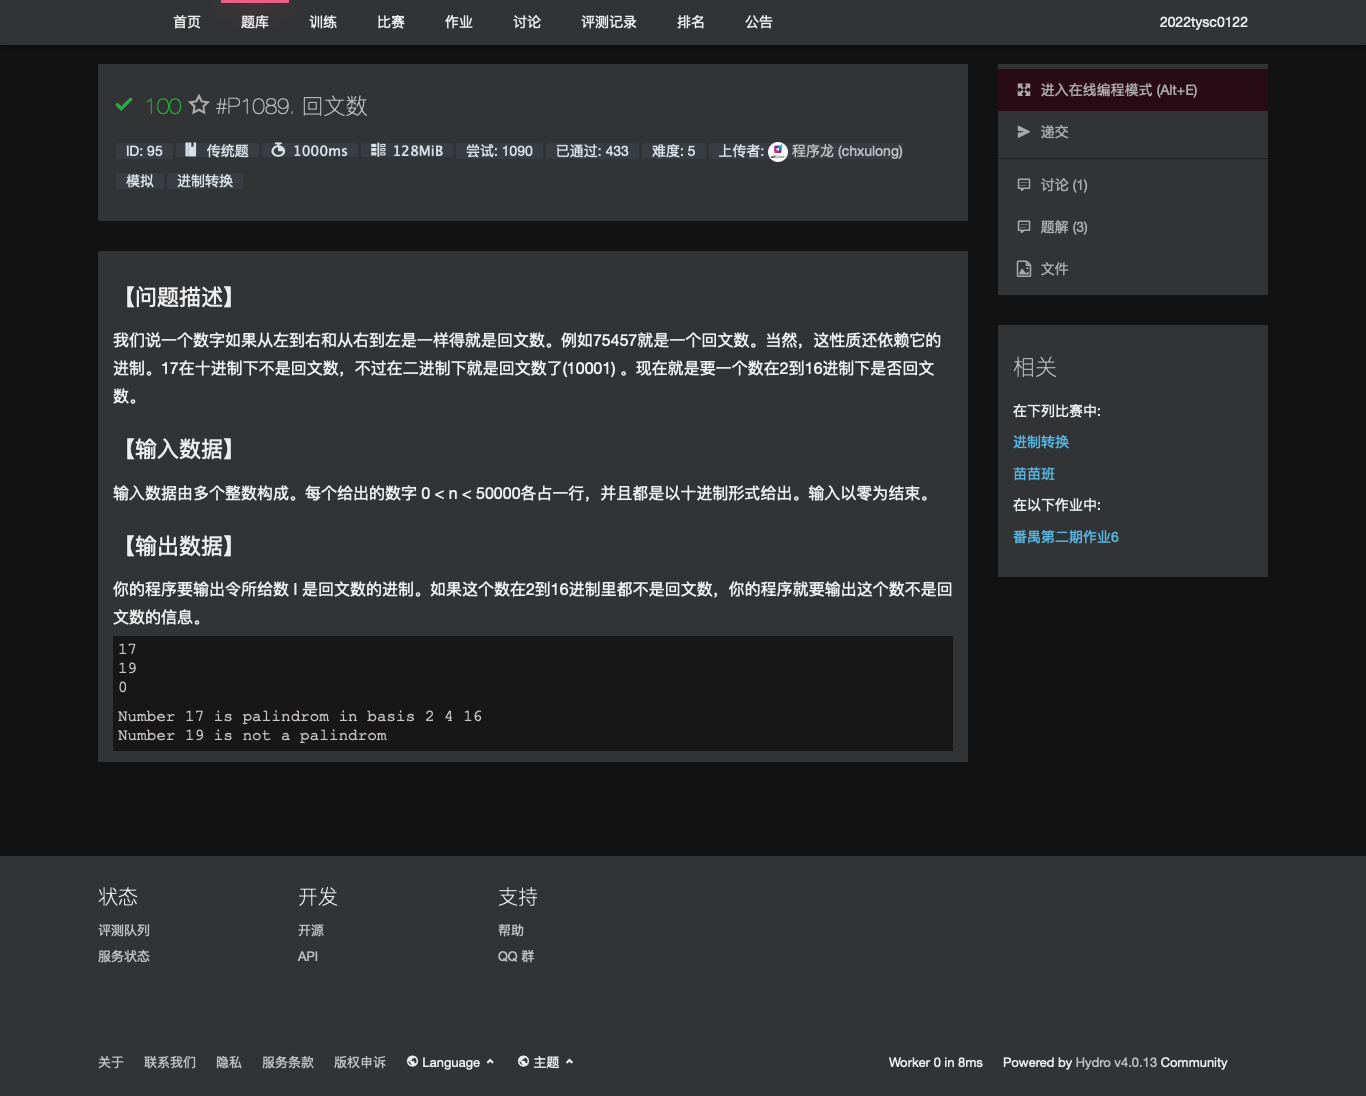 首页 题库 训练 比赛 作业 讨论 评测记录 排名 公告 2022tysc0122
100 #P1089. 回文数
ID: 95 传统题 1000ms 128MiB 尝试: 1090 已通过: 433 难度: 5 上传者: 程序龙 (chxulong)
模拟 进制转换
【问题描述】
我们说一个数字如果从左到右和从右到左是一样得就是回文数。例如75457就是一个回文数。当然，这性质还依赖它的
进制。17在十进制下不是回文数，不过在二进制下就是回文数了(10001) 。现在就是要一个数在2到16进制下是否回文
数。
【输入数据】
输入数据由多个整数构成。每个给出的数字 0 < n < 50000各占一行，并且都是以十进制形式给出。输入以零为结束。
【输出数据】
你的程序要输出令所给数 I 是回文数的进制。如果这个数在2到16进制里都不是回文数，你的程序就要输出这个数不是回
文数的信息。
17
19
0
Number 17 is palindrom in basis 2 4 16
Number 19 is not a palindrom
进入在线编程模式 (Alt+E)
递交
讨论 (1)
题解 (3)
文件
相关
在下列比赛中:
进制转换
苗苗班
在以下作业中:
番禺第二期作业6
状态 开发 支持
评测队列 开源 帮助
服务状态 API QQ 群
关于 联系我们 隐私 服务条款 版权申诉 Language 主题 Worker 0 in 8ms Powered by Hydro v4.0.13 Community